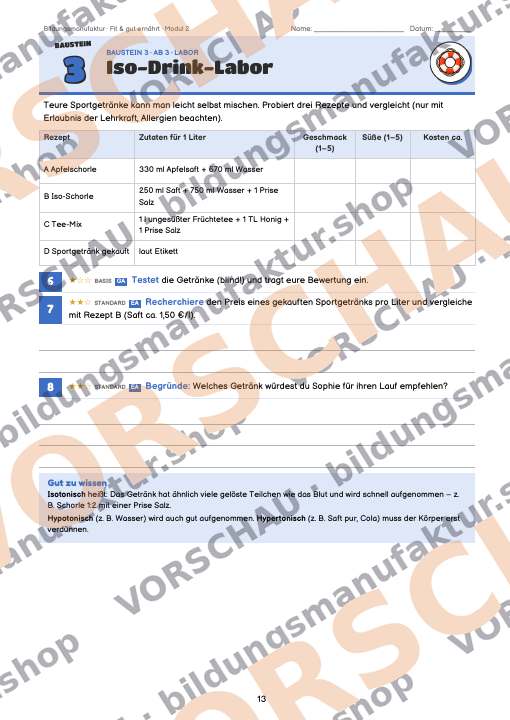 Bildungsmanufaktur · Fit & gut ernährt · Modul 2 Name: Datum:
BAUSTEIN
3
BAUSTEIN 3 · AB 3 · LABOR
Iso-Drink-Labor
Teure Sportgetränke kann man leicht selbst mischen. Probiert drei Rezepte und vergleicht (nur mit
Erlaubnis der Lehrkraft, Allergien beachten).
Rezept Zutaten für 1 Liter Geschmack (1–5) Süße (1–5) Kosten ca.
A Apfelschorle 330 ml Apfelsaft + 670 ml Wasser
B Iso-Schorle 250 ml Saft + 750 ml Wasser + 1 Prise
Salz
C Tee-Mix 1 l ungesüßter Früchtetee + 1 TL Honig +
1 Prise Salz
D Sportgetränk gekauft laut Etikett
6 ★☆☆ BASIS GA Testet die Getränke (blind!) und tragt eure Bewertung ein.
7 ★★☆ STANDARD EA Recherchiere den Preis eines gekauften Sportgetränks pro Liter und vergleiche
mit Rezept B (Saft ca. 1,50 €/l).
8 ★★☆ STANDARD EA Begründe: Welches Getränk würdest du Sophie für ihren Lauf empfehlen?
Gut zu wissen
Isotonisch heißt: Das Getränk hat ähnlich viele gelöste Teilchen wie das Blut und wird schnell aufgenommen – z.
B. Schorle 1:2 mit einer Prise Salz.
Hypotonisch (z. B. Wasser) wird auch gut aufgenommen. Hypertonisch (z. B. Saft pur, Cola) muss der Körper erst
verdünnen.
13
VORSCHAU · bildungsmanufaktur.shop